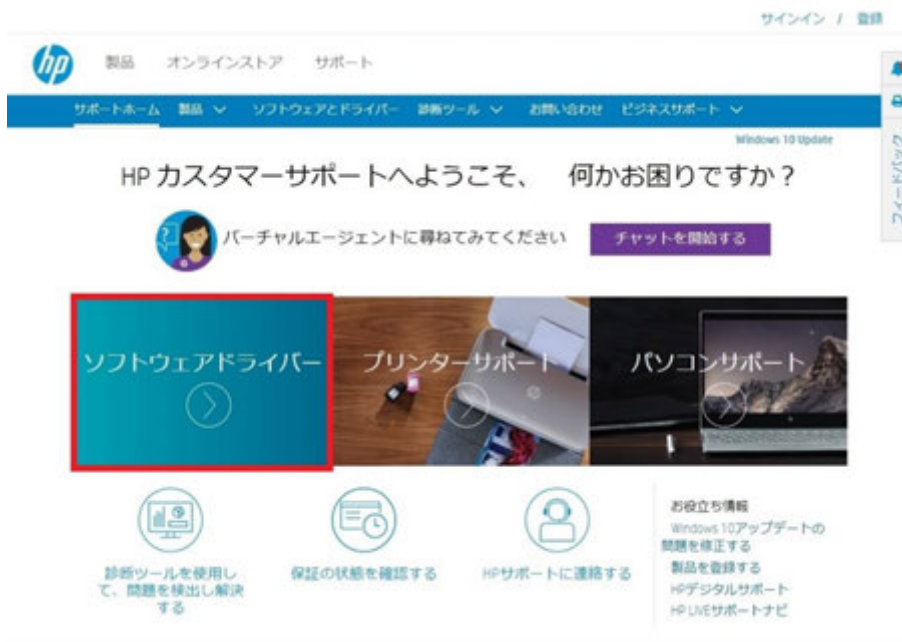 サインイン / 登録
hp
製品 オンラインストア サポート
サポートホーム 製品 ソフトウェアとドライバー 診断ツール お問い合わせ ビジネスサポート
Windows 10 Update
フィードバック
HP カスタマーサポートへようこそ、 何かお困りですか？
バーチャルエージェントに尋ねてみてください チャットを開始する
ソフトウェアドライバー
プリンターサポート
パソコンサポート
診断ツールを使用し
て、問題を検出し解決
する
保証の状態を確認する
HPサポートに連絡する
お役立ち情報
Windows 10アップデートの
問題を修正する
製品を登録する
HPデジタルサポート
HP LIVEサポートナビ